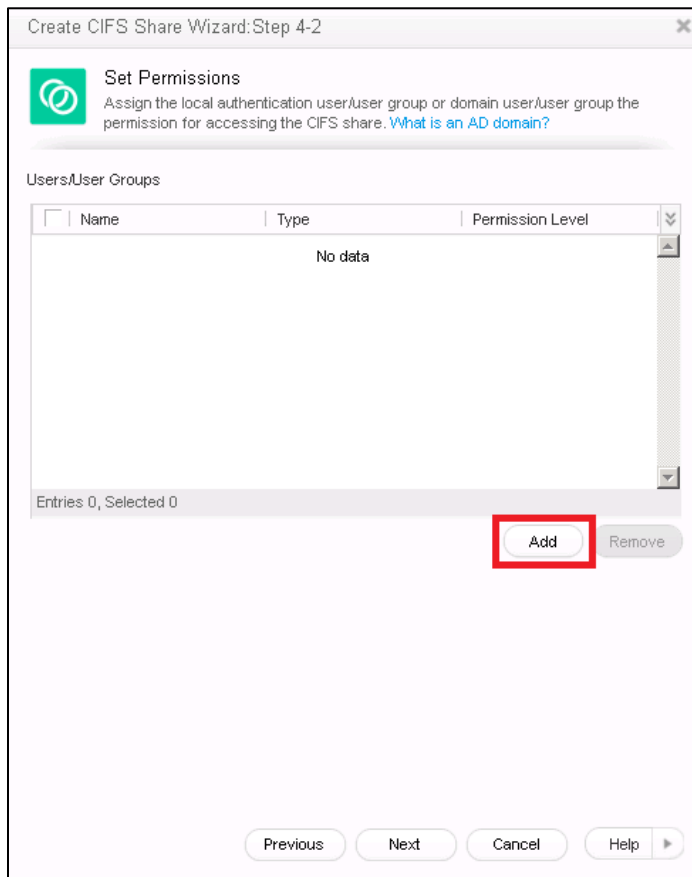 Create CIFS Share Wizard:Step 4-2
Set Permissions
Assign the local authentication user/user group or domain user/user group the
permission for accessing the CIFS share. What is an AD domain?
Users/User Groups
Name Type Permission Level
No data
Entries 0, Selected 0
Add Remove
Previous Next Cancel Help